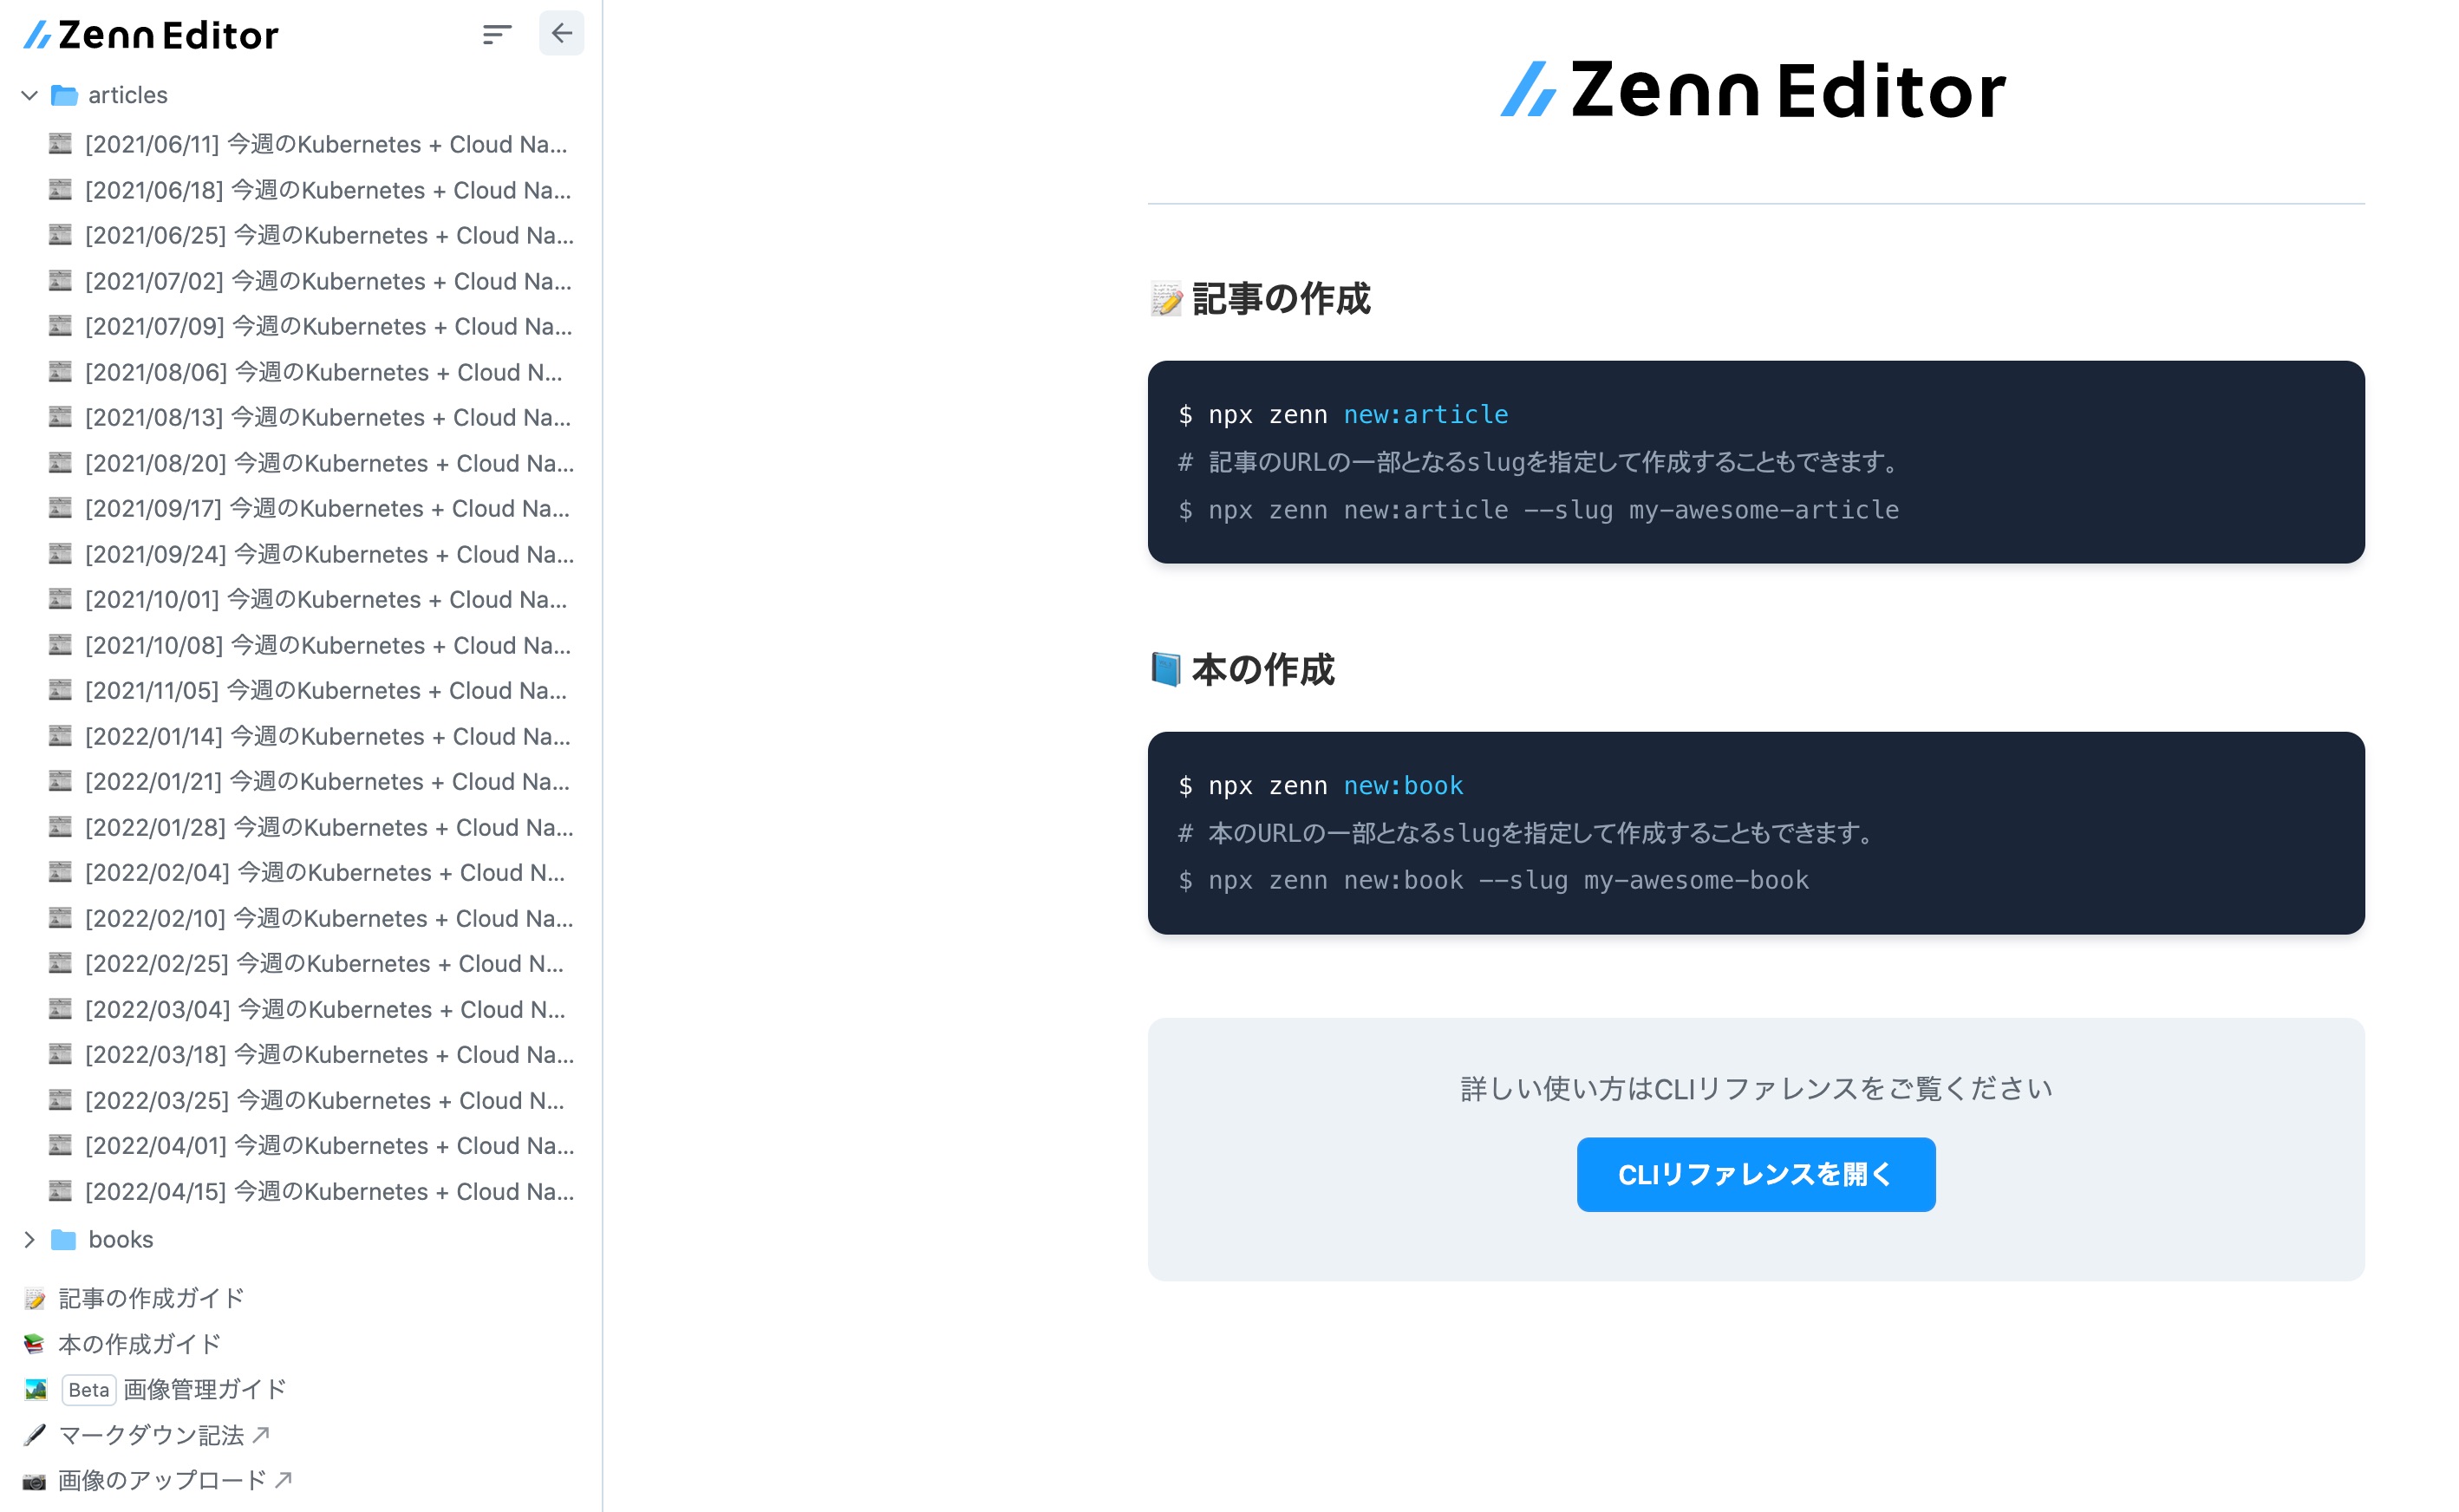 Zenn Editor
articles
[2021/06/11] 今週のKubernetes + Cloud Na...
[2021/06/18] 今週のKubernetes + Cloud Na...
[2021/06/25] 今週のKubernetes + Cloud Na...
[2021/07/02] 今週のKubernetes + Cloud Na...
[2021/07/09] 今週のKubernetes + Cloud Na...
[2021/08/06] 今週のKubernetes + Cloud N...
[2021/08/13] 今週のKubernetes + Cloud Na...
[2021/08/20] 今週のKubernetes + Cloud Na...
[2021/09/17] 今週のKubernetes + Cloud Na...
[2021/09/24] 今週のKubernetes + Cloud Na...
[2021/10/01] 今週のKubernetes + Cloud Na...
[2021/10/08] 今週のKubernetes + Cloud Na...
[2021/11/05] 今週のKubernetes + Cloud Na...
[2022/01/14] 今週のKubernetes + Cloud Na...
[2022/01/21] 今週のKubernetes + Cloud Na...
[2022/01/28] 今週のKubernetes + Cloud Na...
[2022/02/04] 今週のKubernetes + Cloud N...
[2022/02/10] 今週のKubernetes + Cloud Na...
[2022/02/25] 今週のKubernetes + Cloud N...
[2022/03/04] 今週のKubernetes + Cloud N...
[2022/03/18] 今週のKubernetes + Cloud Na...
[2022/03/25] 今週のKubernetes + Cloud N...
[2022/04/01] 今週のKubernetes + Cloud Na...
[2022/04/15] 今週のKubernetes + Cloud Na...
books
記事の作成ガイド
本の作成ガイド
Beta 画像管理ガイド
マークダウン記法
画像のアップロード
Zenn Editor
記事の作成
$ npx zenn new:article
# 記事のURLの一部となるslugを指定して作成することもできます。
$ npx zenn new:article --slug my-awesome-article
本の作成
$ npx zenn new:book
# 本のURLの一部となるslugを指定して作成することもできます。
$ npx zenn new:book --slug my-awesome-book
詳しい使い方はCLIリファレンスをご覧ください
CLIリファレンスを開く